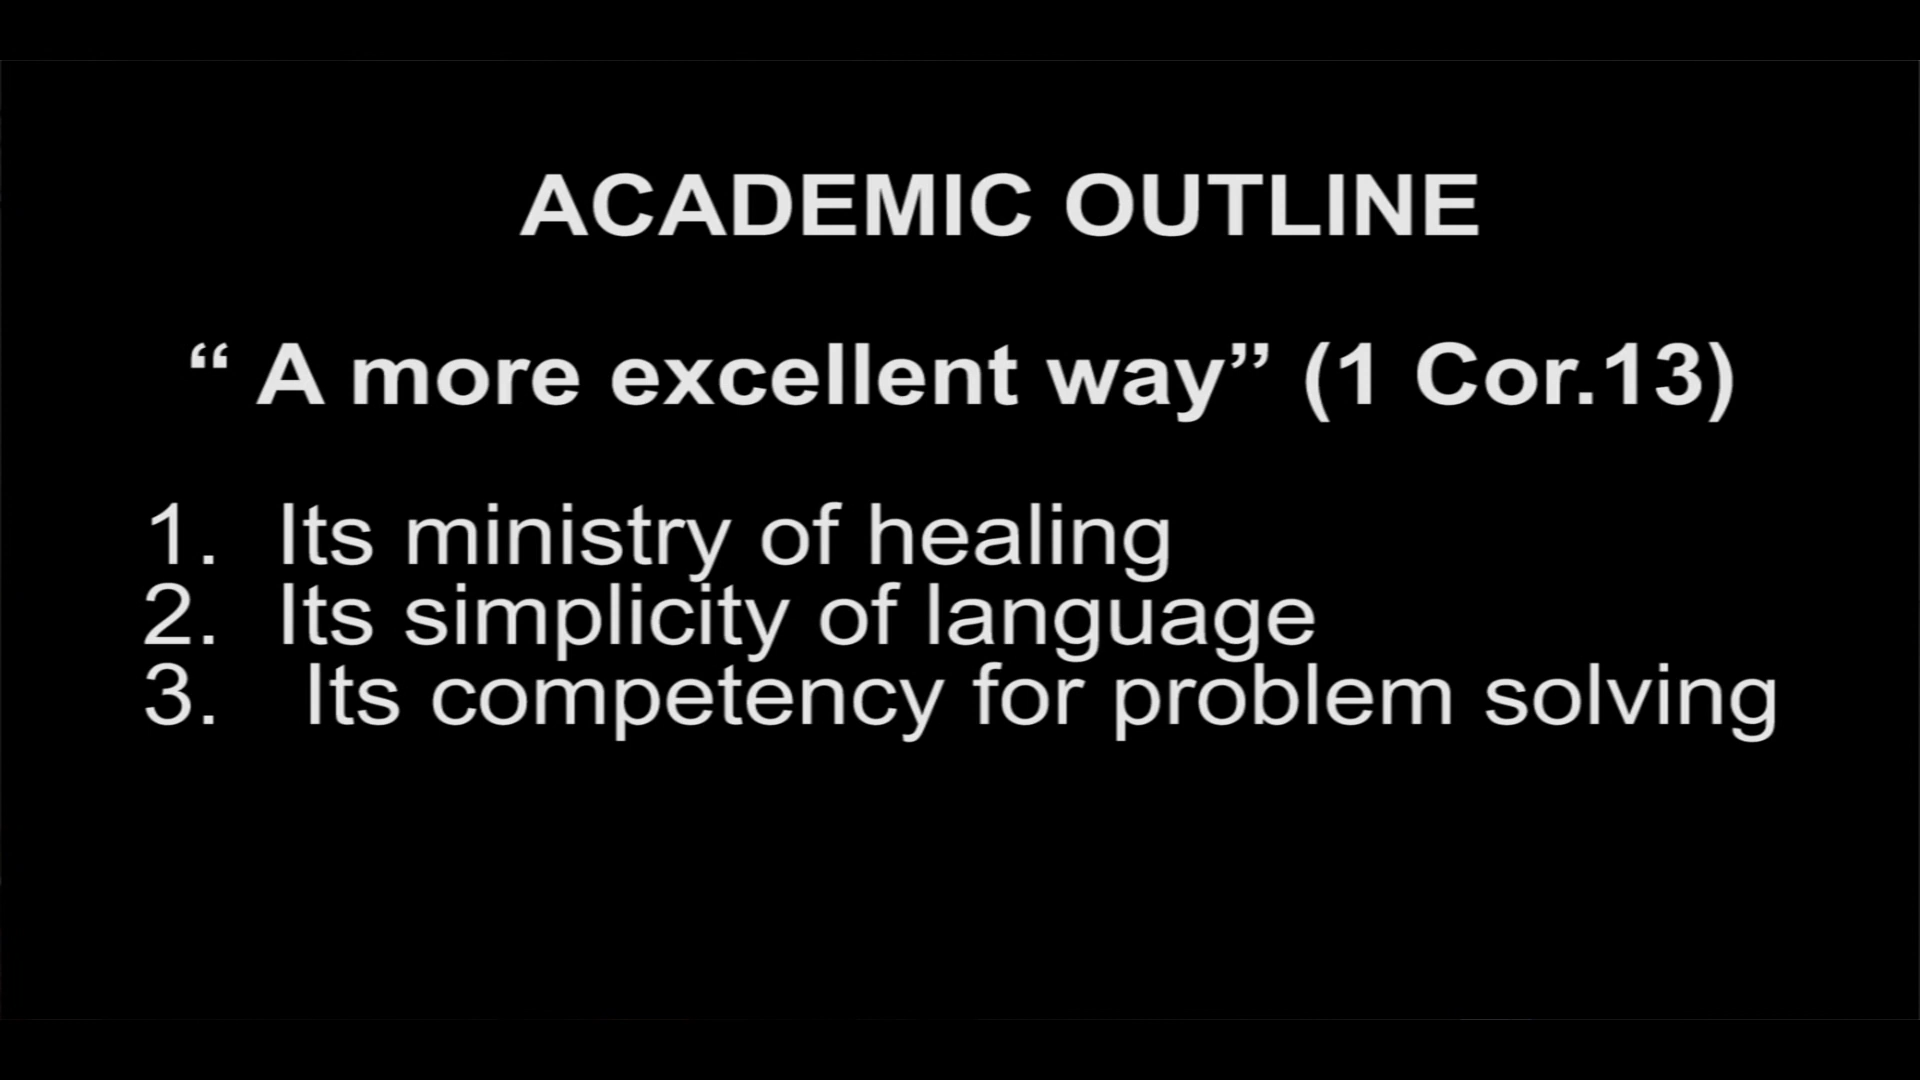 ACADEMIC OUTLINE
“ A more excellent way” (1 Cor.13)
1. Its ministry of healing
2. Its simplicity of language
3. Its competency for problem solving